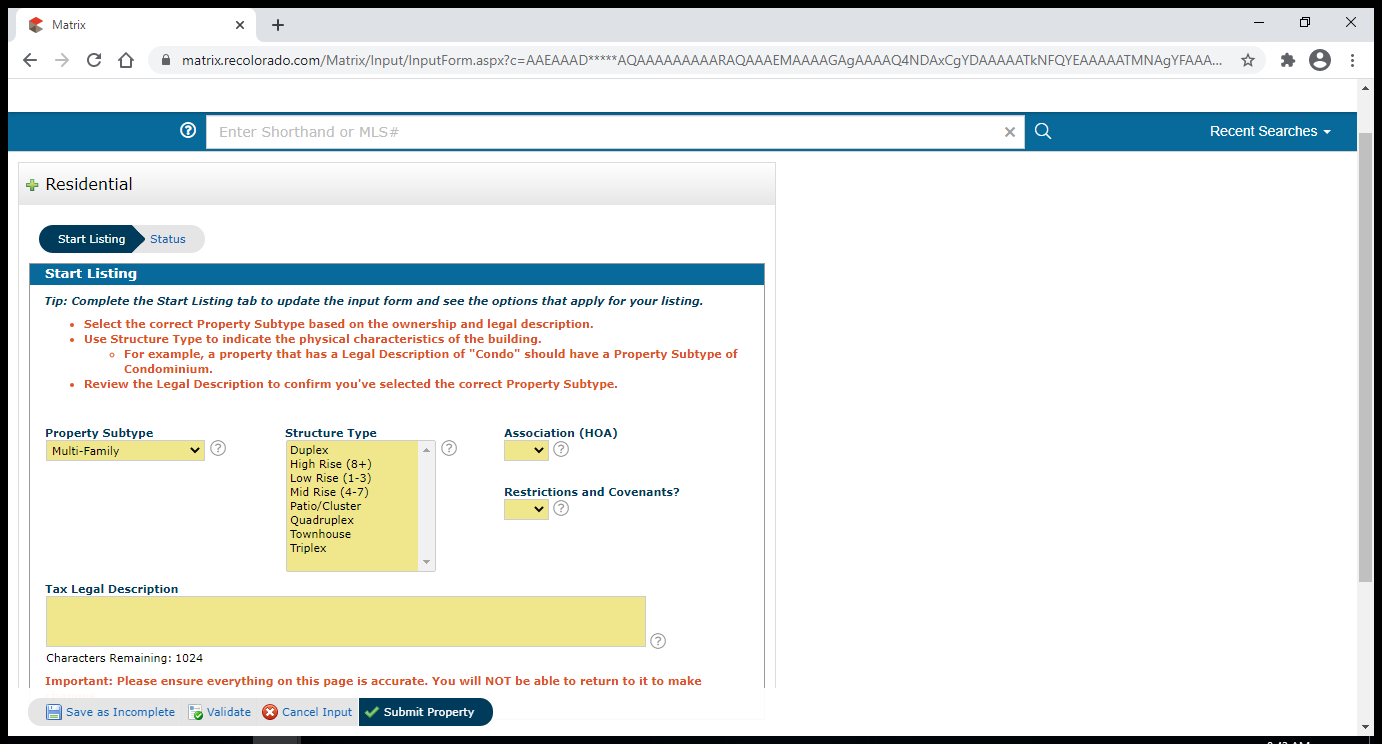 Matrix
matrix.recolorado.com/Matrix/Input/InputForm.aspx?c=AAEAAAD*****AQAAAAAAAAARAQAAAEMAAAAGAgAAAAQ4NDAxCgYDAAAAATkNFQYEAAAAATMNAgYFAAA...
Enter Shorthand or MLS#
Recent Searches
Residential
Start Listing Status
Start Listing
Tip: Complete the Start Listing tab to update the input form and see the options that apply for your listing.
• Select the correct Property Subtype based on the ownership and legal description.
• Use Structure Type to indicate the physical characteristics of the building.
◦ For example, a property that has a Legal Description of "Condo" should have a Property Subtype of
Condominium.
• Review the Legal Description to confirm you've selected the correct Property Subtype.
Property Subtype
Multi-Family
Structure Type
Duplex
High Rise (8+)
Low Rise (1-3)
Mid Rise (4-7)
Patio/Cluster
Quadruplex
Townhouse
Triplex
Association (HOA)
Restrictions and Covenants?
Tax Legal Description
Characters Remaining: 1024
Important: Please ensure everything on this page is accurate. You will NOT be able to return to it to make
Save as Incomplete Validate Cancel Input Submit Property